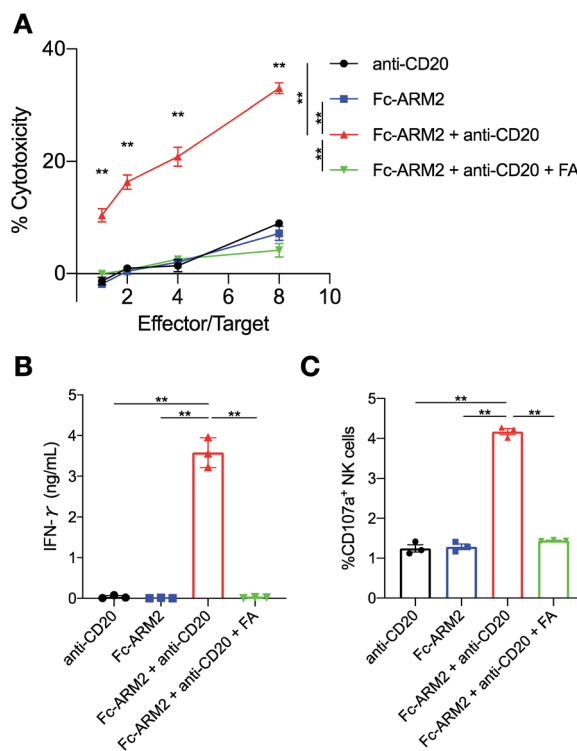 A
40
20
0
% Cytotoxicity
2
4
6
8
10
Effector/Target
**
**
**
**
**
**
**
anti-CD20
Fc-ARM2
Fc-ARM2 + anti-CD20
Fc-ARM2 + anti-CD20 + FA
B
5
4
3
2
1
0
IFN-γ (ng/mL)
**
**
**
anti-CD20
Fc-ARM2
Fc-ARM2 + anti-CD20
Fc-ARM2 + anti-CD20 + FA
C
5
4
3
2
1
0
%CD107a⁺ NK cells
**
**
**
anti-CD20
Fc-ARM2
Fc-ARM2 + anti-CD20
Fc-ARM2 + anti-CD20 + FA